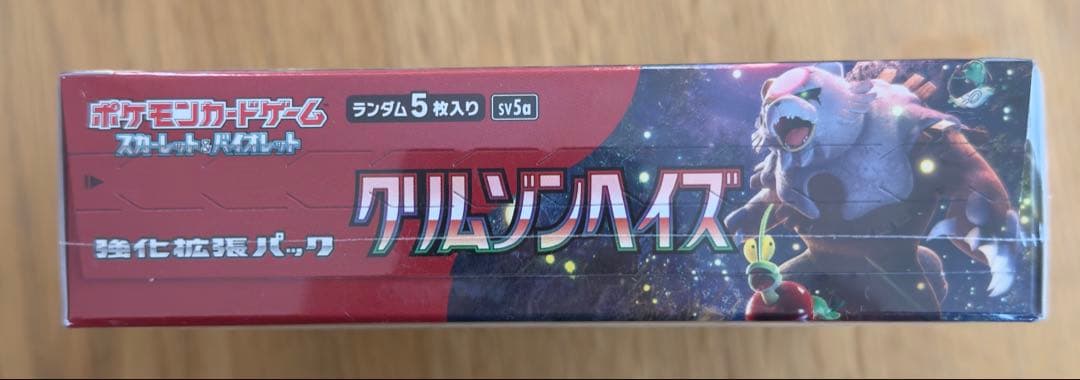 ポケモンカードゲーム
スカーレット&バイオレット
ランダム5枚入り
SV5a
クリムゾンヘイズ
強化拡張パック